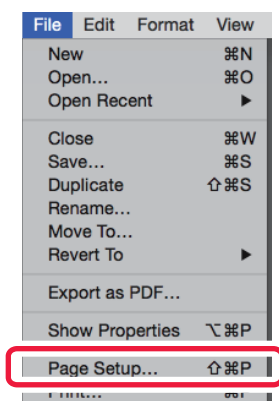 File Edit Format View
New ⌘N
Open... ⌘O
Open Recent ▶
Close ⌘W
Save... ⌘S
Duplicate ⇧⌘S
Rename...
Move To...
Revert To ▶
Export as PDF...
Show Properties ⌥⌘P
Page Setup... ⇧⌘P
Print... ⌘P